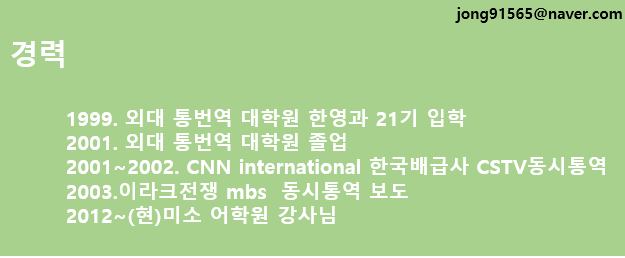 jong91565@naver.com
경력
1999. 외대 통번역 대학원 한영과 21기 입학
2001. 외대 통번역 대학원 졸업
2001~2002. CNN international 한국배급사 CSTV동시통역
2003.이라크전쟁 mbs 동시통역 보도
2012~(현)미소 어학원 강사님